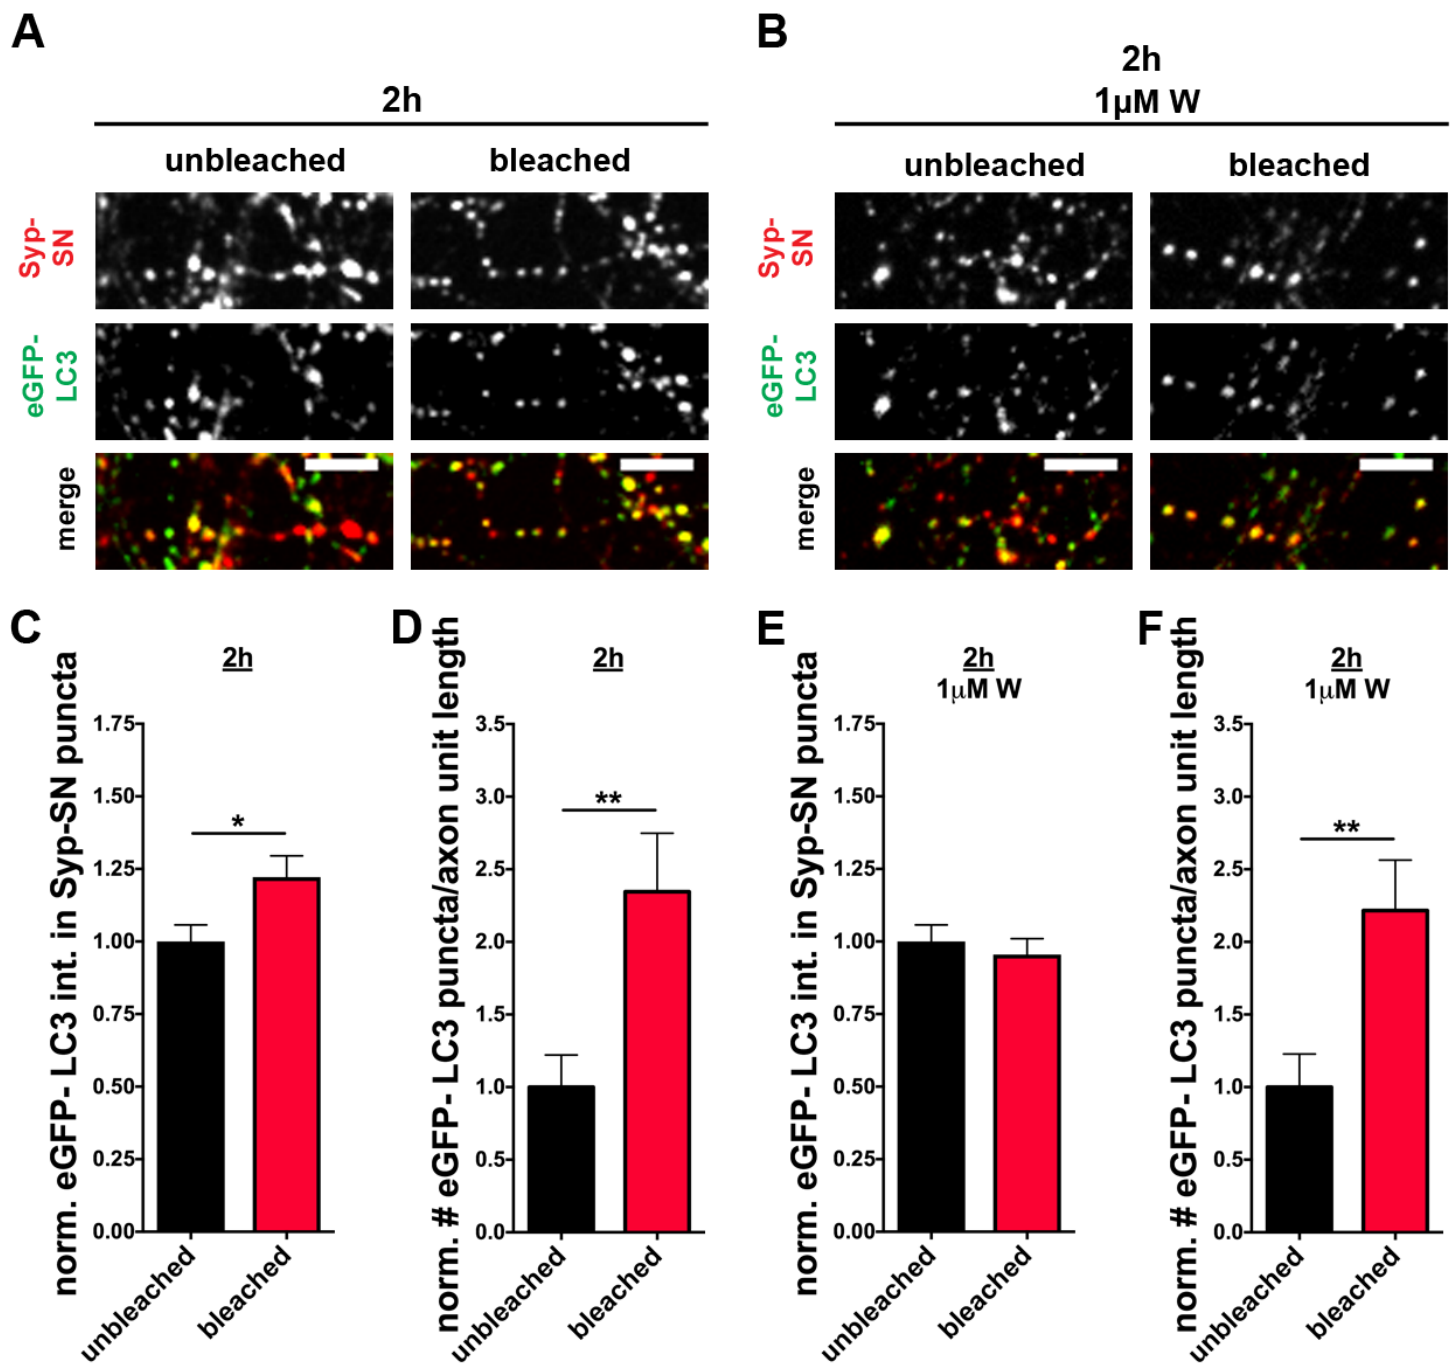 A
2h
unbleached bleached
Syp-
SN
eGFP-
LC3
merge
B
2h
1µM W
unbleached bleached
Syp-
SN
eGFP-
LC3
merge
C
2h
norm. eGFP- LC3 int. in Syp-SN puncta
1.75
1.50
1.25
1.00
0.75
0.50
0.25
0.00
*
unbleached
bleached
D
2h
norm. # eGFP- LC3 puncta/axon unit length
3.5
3.0
2.5
2.0
1.5
1.0
0.5
0.0
**
unbleached
bleached
E
2h
1µM W
norm. eGFP- LC3 int. in Syp-SN puncta
1.75
1.50
1.25
1.00
0.75
0.50
0.25
0.00
unbleached
bleached
F
2h
1µM W
norm. # eGFP- LC3 puncta/axon unit length
3.5
3.0
2.5
2.0
1.5
1.0
0.5
0.0
**
unbleached
bleached